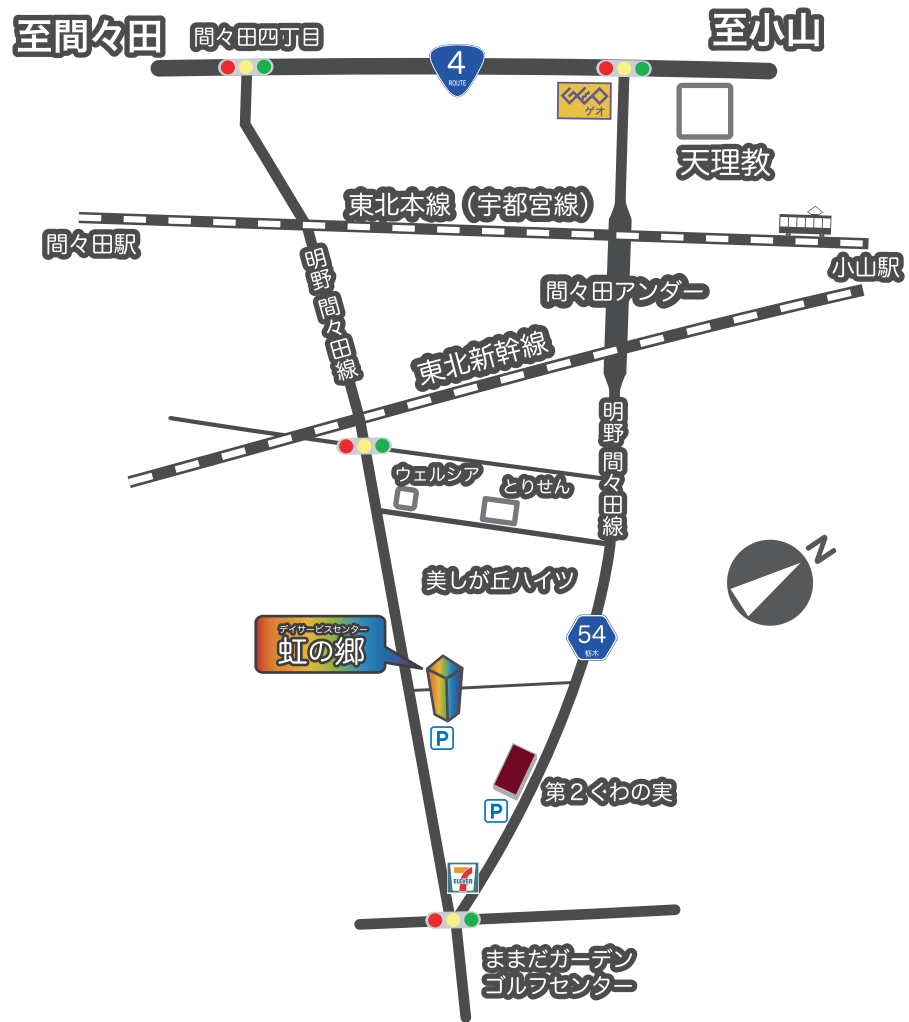 至間々田
間々田四丁目
至小山
4
ROUTE
GEO
ゲオ
天理教
東北本線（宇都宮線）
間々田駅
小山駅
明野間々田線
間々田アンダー
東北新幹線
明野間々田線
ウェルシア
とりせん
N
美しが丘ハイツ
54
栃木
デイサービスセンター
虹の郷
P
第２くわの実
P
7
ELEVEN
ままだガーデン
ゴルフセンター